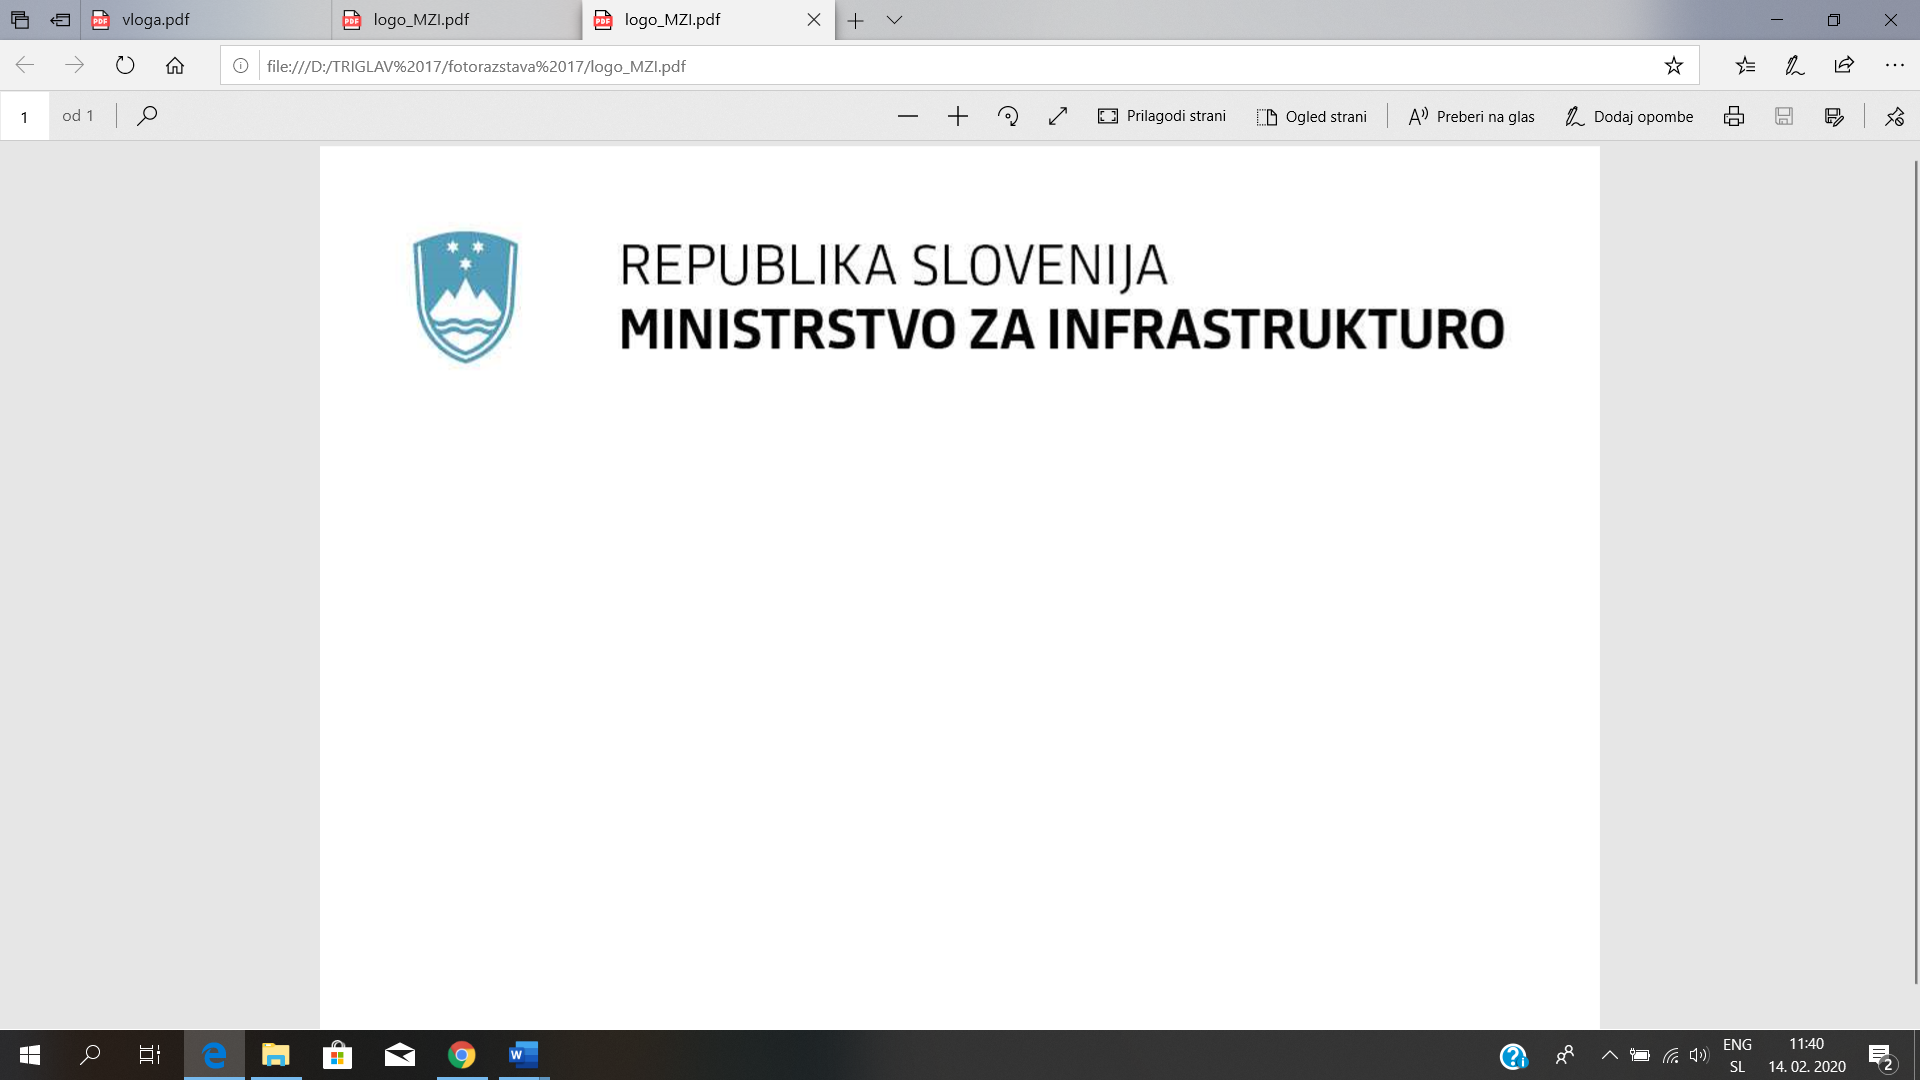 vloga.pdf
logo_MZI.pdf
logo_MZI.pdf
file:///D:/TRIGLAV%2017/fotorazstava%2017/logo_MZI.pdf
1 od 1
Prilagodi strani
Ogled strani
Preberi na glas
Dodaj opombe
REPUBLIKA SLOVENIJA
MINISTRSTVO ZA INFRASTRUKTURO
ENG
SL
11:40
14. 02. 2020
2